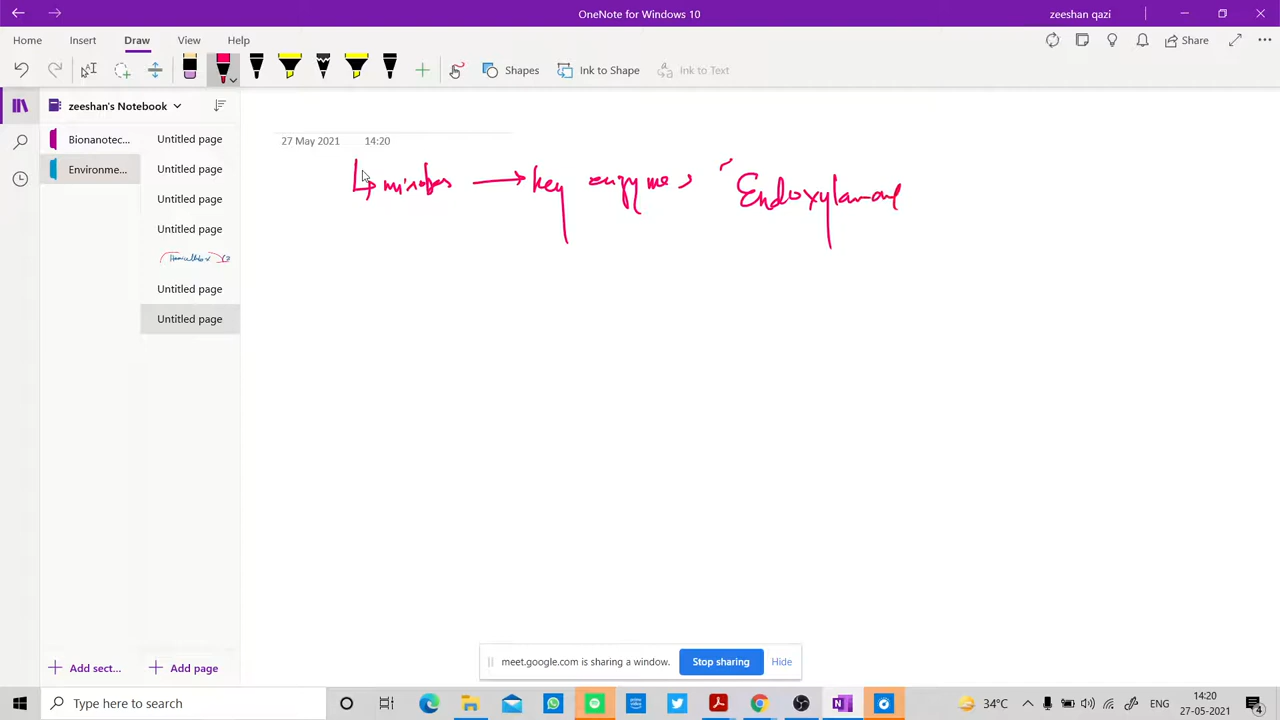 OneNote for Windows 10
zeeshan qazi
Home Insert Draw View Help
Share
Shapes Ink to Shape Ink to Text
zeeshan's Notebook
Bionanotec...
Environme...
Untitled page
Untitled page
Untitled page
Untitled page
Untitled page
Untitled page
27 May 2021 14:20
key enzymes
Add sect...
Add page
meet.google.com is sharing a window.
Stop sharing
Hide
Type here to search
34°C
ENG
14:20
27-05-2021